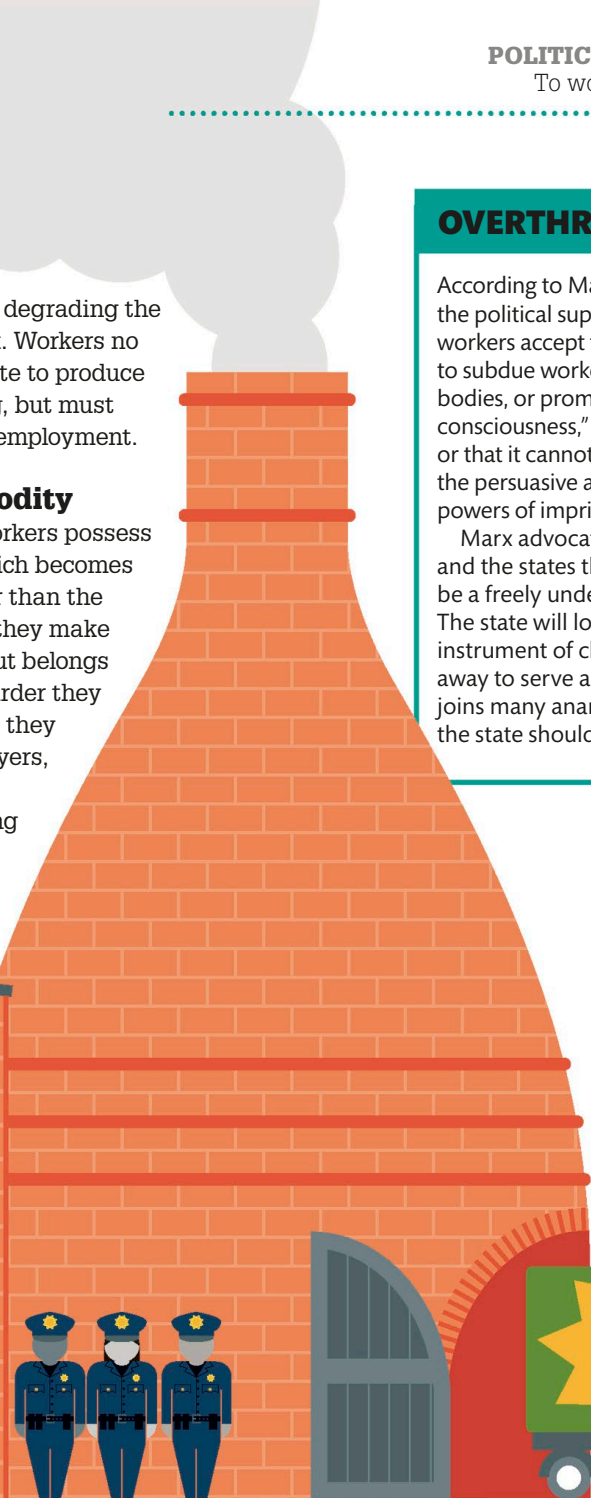 POLITIC
TO WO
degrading the
. Workers no
te to produce
, but must
employment.
odity
orkers possess
ich becomes
r than the
they make
ut belongs
arder they
they
yers,
ng
OVERTHR
According to Ma
the political sup
workers accept
to subdue worke
bodies, or prom
consciousness,”
or that it cannot
the persuasive a
powers of impri
Marx advocat
and the states th
be a freely unde
The state will lo
instrument of cl
away to serve a
joins many anar
the state should